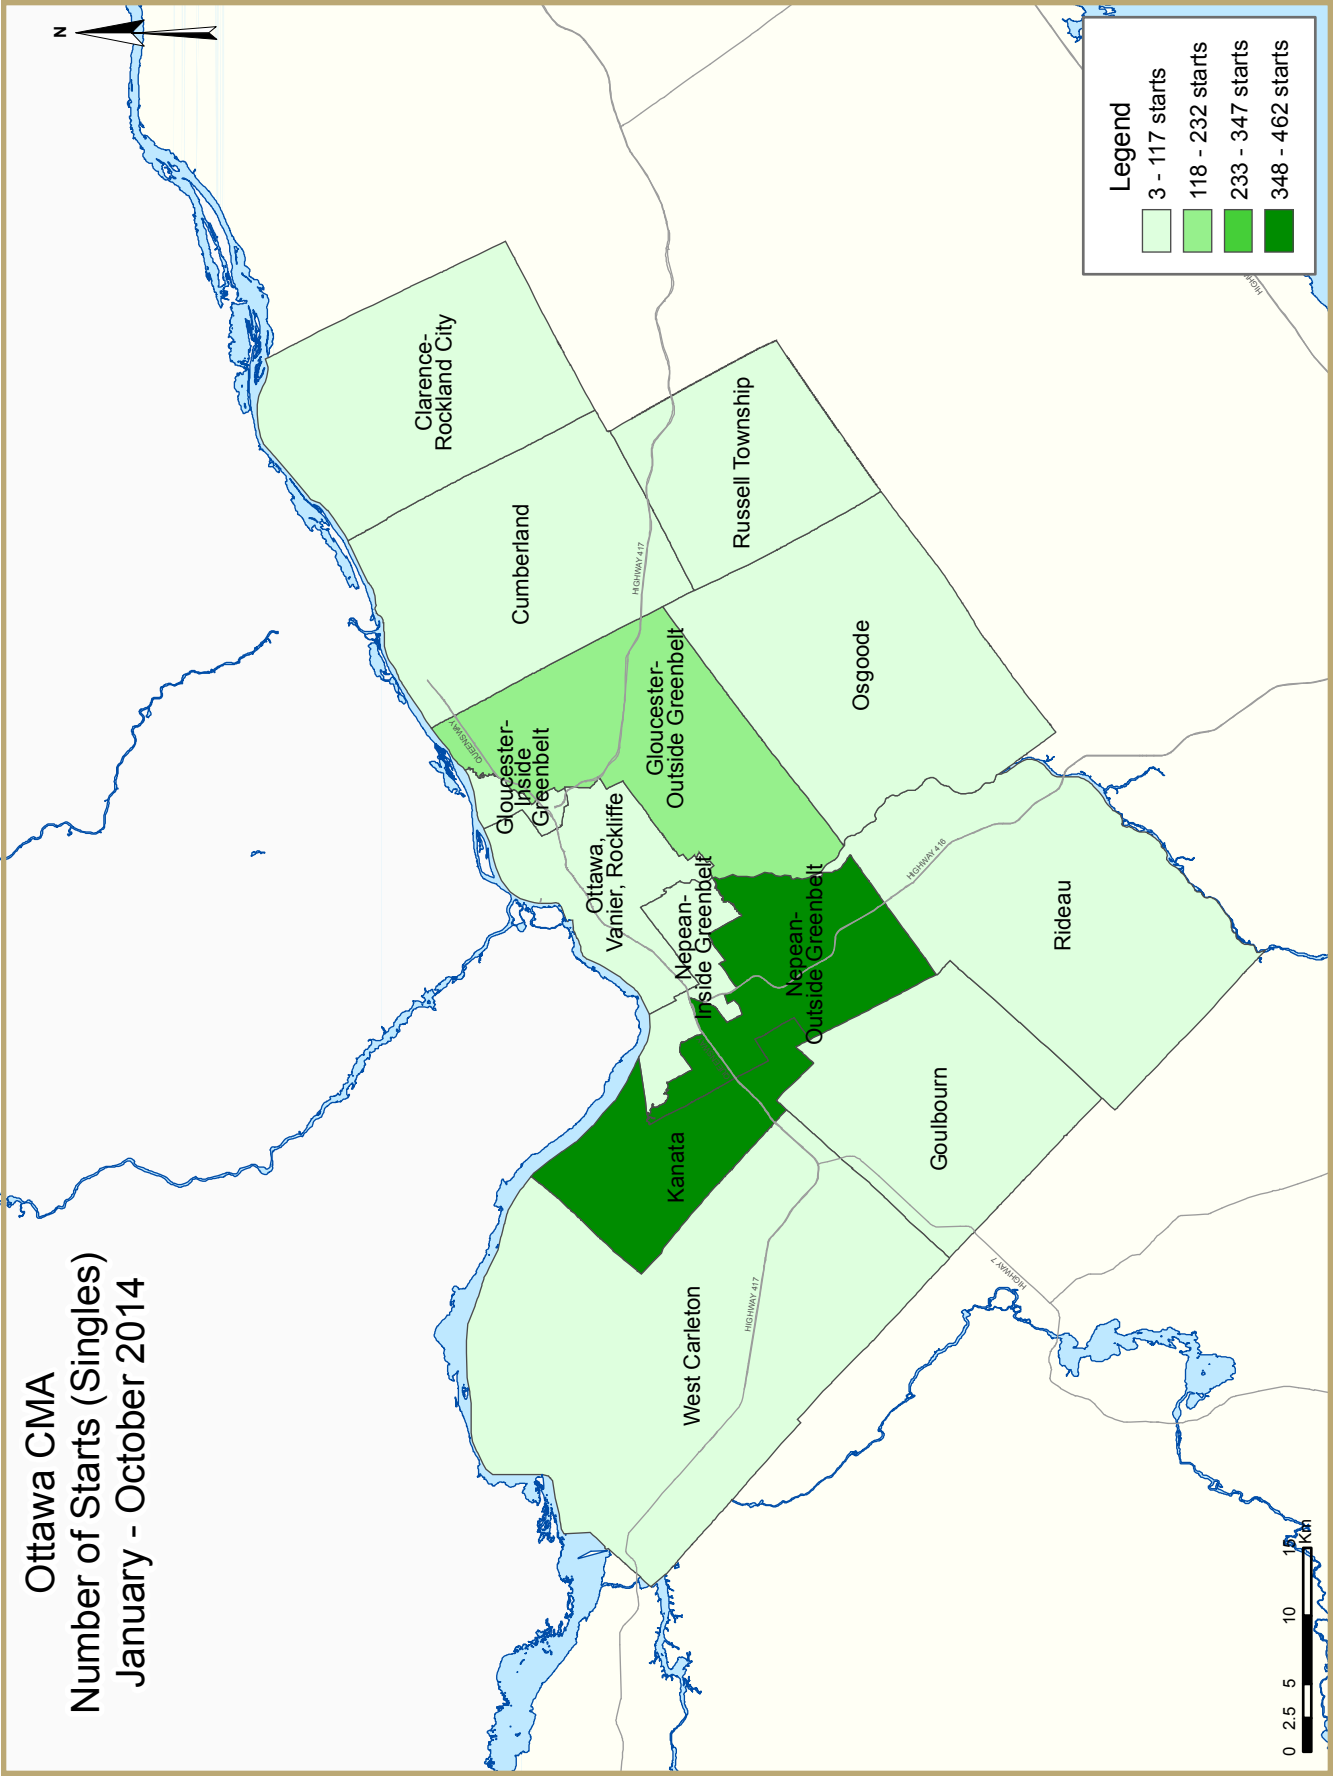 Ottawa CMA
Number of Starts (Singles)
January - October 2014
N
Clarence-
Rockland City
Cumberland
Russell Township
HIGHWAY 417
QUEENSWAY
Gloucester-
Inside
Greenbelt
Gloucester-
Outside Greenbelt
Osgoode
Ottawa,
Vanier, Rockliffe
Nepean-
Inside Greenbelt
Nepean-
Outside Greenbelt
HIGHWAY 416
Rideau
Kanata
Goulbourn
West Carleton
HIGHWAY 417
HIGHWAY 7
0 2.5 5 10 15
Km
Legend
3 - 117 starts
118 - 232 starts
233 - 347 starts
348 - 462 starts